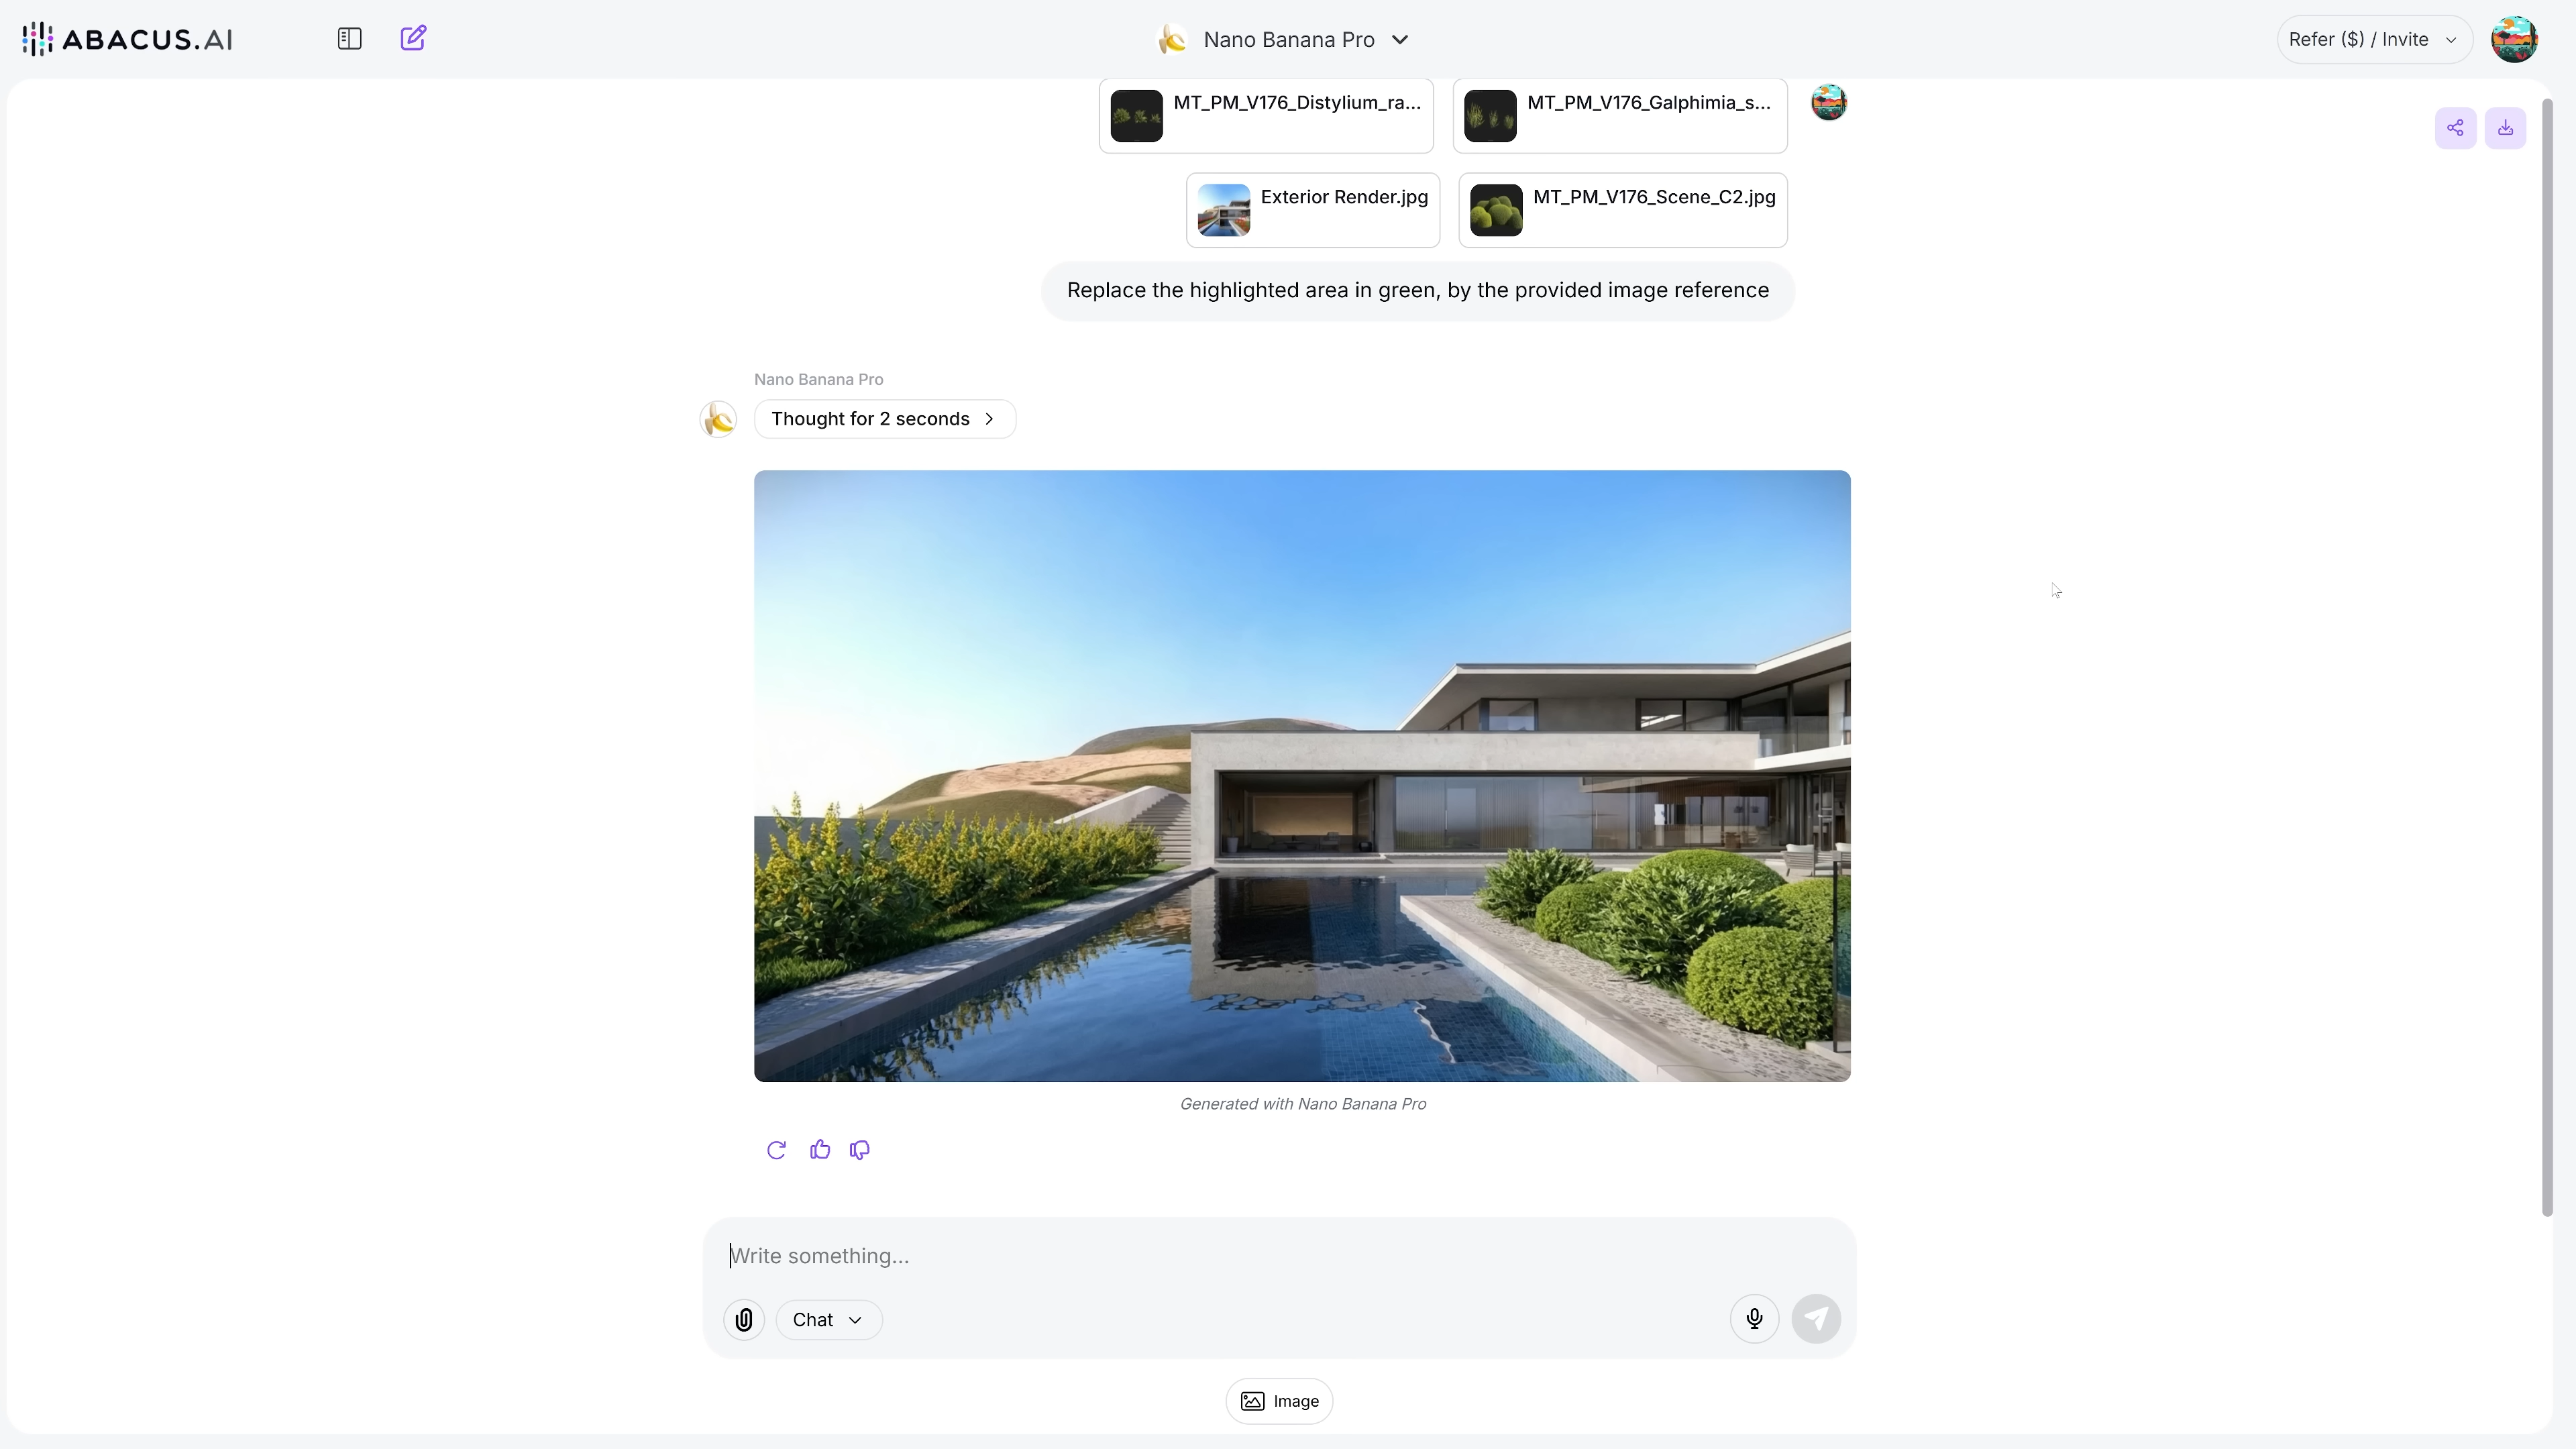 ABACUS.AI
Nano Banana Pro
Refer ($) / Invite
MT_PM_V176_Distylium_ra...
MT_PM_V176_Galphimia_s...
Exterior Render.jpg
MT_PM_V176_Scene_C2.jpg
Replace the highlighted area in green, by the provided image reference
Nano Banana Pro
Thought for 2 seconds
Generated with Nano Banana Pro
Write something...
Chat
Image